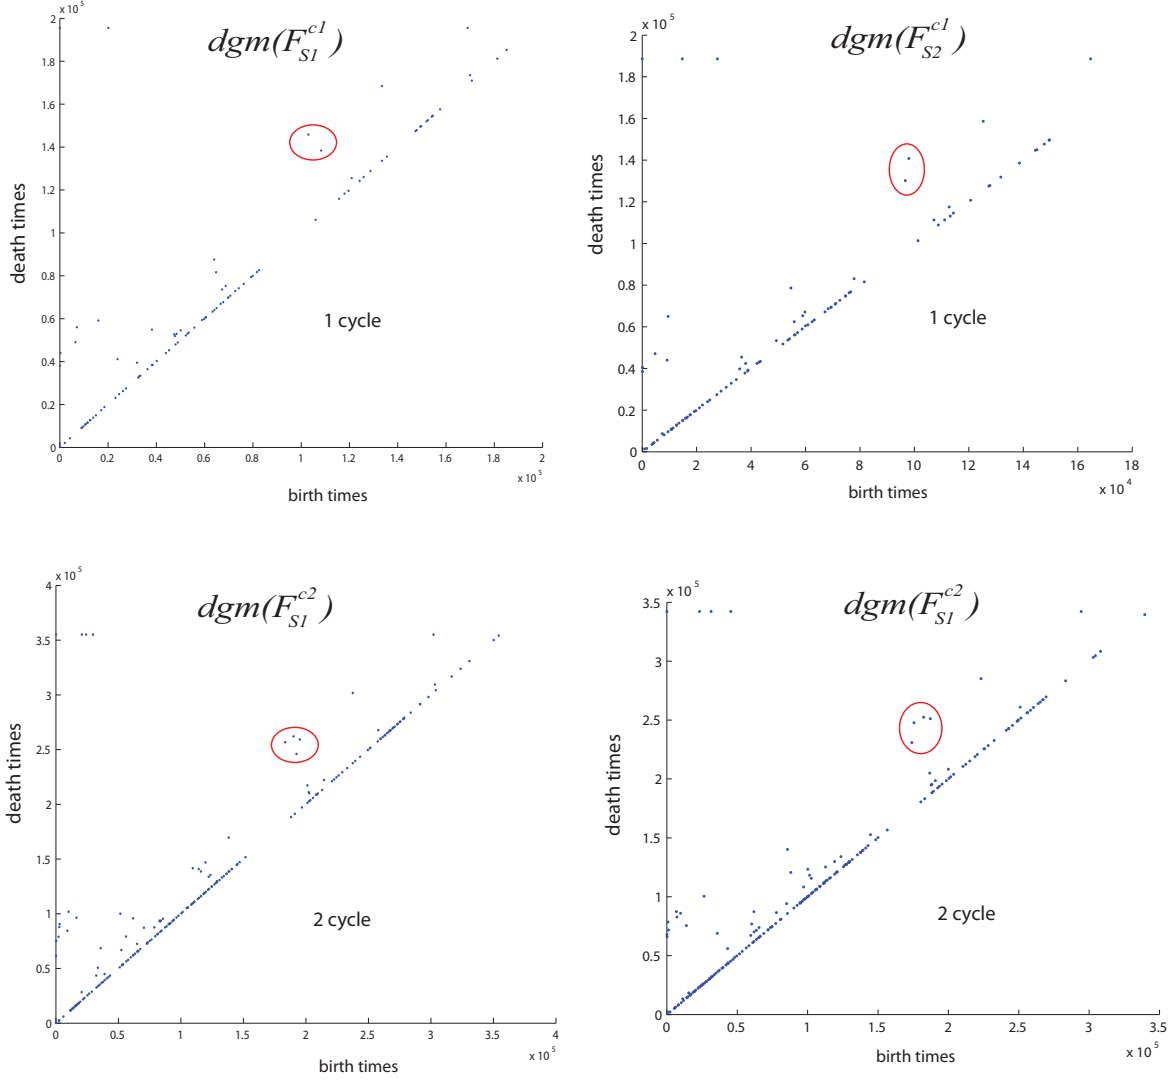 x 10^5
dgm(F_{S1}^{c1})
2
1.8
1.6
1.4
1.2
1
0.8
0.6
0.4
0.2
0
death times
1 cycle
0 0.2 0.4 0.6 0.8 1 1.2 1.4 1.6 1.8 2
x 10^5
birth times
x 10^5
dgm(F_{S2}^{c1})
2
1.8
1.6
1.4
1.2
1
0.8
0.6
0.4
0.2
0
death times
1 cycle
0 2 4 6 8 10 12 14 16 18
x 10^4
birth times
x 10^5
dgm(F_{S1}^{c2})
4
3.5
3
2.5
2
1.5
1
0.5
0
death times
2 cycle
0 0.5 1 1.5 2 2.5 3 3.5 4
x 10^5
birth times
x 10^5
dgm(F_{S1}^{c2})
3.5
3
2.5
2
1.5
1
0.5
0
death times
2 cycle
0 0.5 1 1.5 2 2.5 3 3.5
x 10^5
birth times